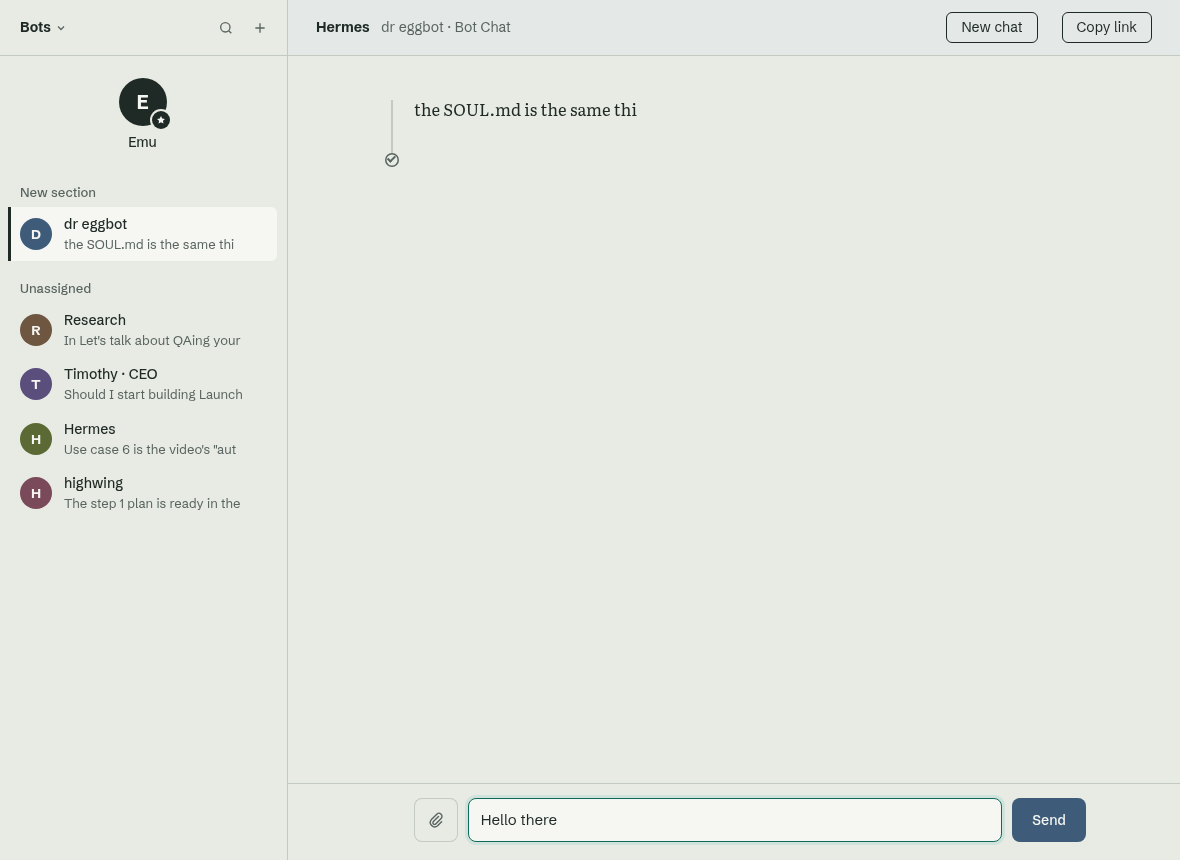 Bots
E
Emu
New section
D
dr eggbot
the SOUL.md is the same thi
Unassigned
R
Research
In Let's talk about QAing your
T
Timothy · CEO
Should I start building Launch
H
Hermes
Use case 6 is the video's "aut
H
highwing
The step 1 plan is ready in the
Hermes dr eggbot · Bot Chat
New chat
Copy link
the SOUL.md is the same thi
Hello there
Send